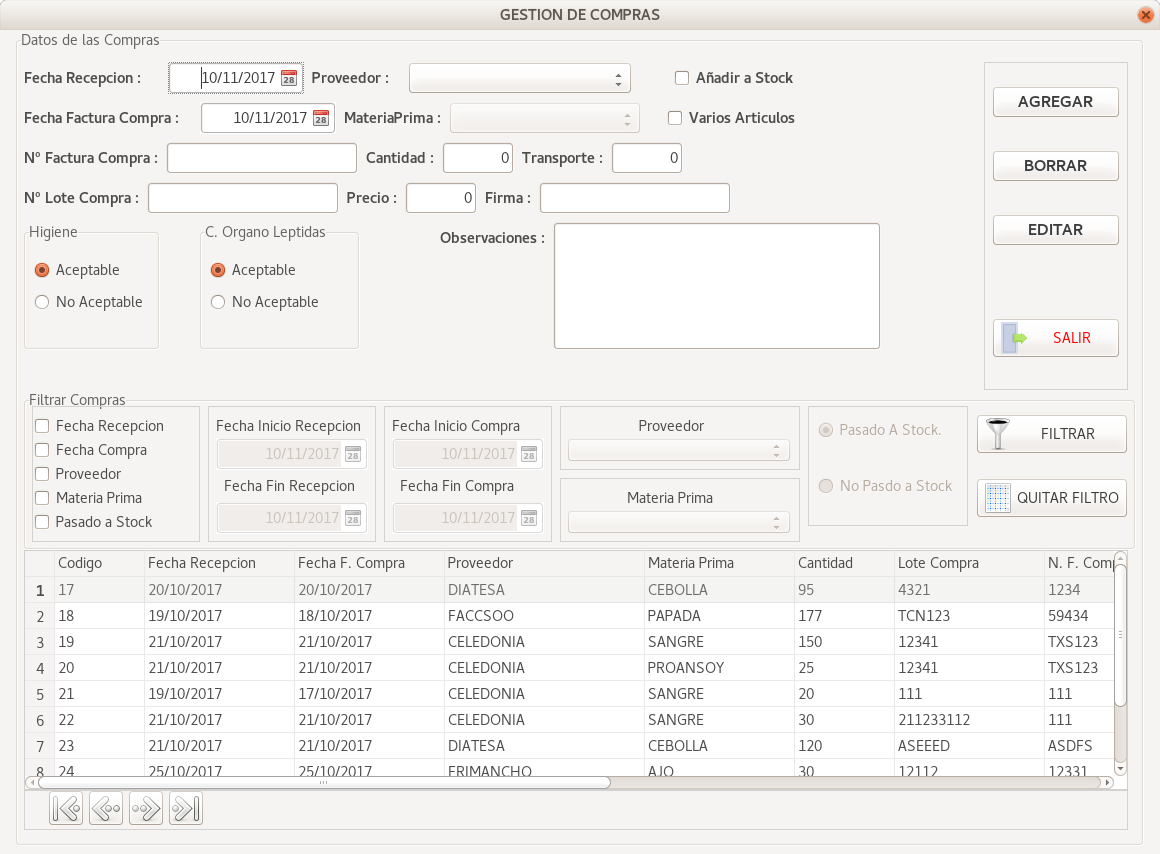 GESTION DE COMPRAS
Datos de las Compras
Fecha Recepcion : 10/11/2017 28 Proveedor : Añadir a Stock
AGREGAR
Fecha Factura Compra : 10/11/2017 28 MateriaPrima : Varios Articulos
Nº Factura Compra : Cantidad : 0 Transporte : 0
BORRAR
Nº Lote Compra : Precio : 0 Firma :
Higiene C. Organo Leptidas Observaciones : EDITAR
Aceptable Aceptable
No Aceptable No Aceptable
SALIR
Filtrar Compras
Fecha Recepcion Fecha Inicio Recepcion Fecha Inicio Compra Proveedor Pasado A Stock. FILTRAR
Fecha Compra 10/11/2017 28 10/11/2017 28
Proveedor
Fecha Fin Recepcion Fecha Fin Compra No Pasdo a Stock
Materia Prima Materia Prima QUITAR FILTRO
Pasado a Stock 10/11/2017 28 10/11/2017 28
Codigo Fecha Recepcion Fecha F. Compra Proveedor Materia Prima Cantidad Lote Compra N. F. Com
1 17 20/10/2017 20/10/2017 DIATESA CEBOLLA 95 4321 1234
2 18 19/10/2017 18/10/2017 FACCSOO PAPADA 177 TCN123 59434
3 19 21/10/2017 21/10/2017 CELEDONIA SANGRE 150 12341 TXS123
4 20 21/10/2017 21/10/2017 CELEDONIA PROANSOY 25 12341 TXS123
5 21 19/10/2017 17/10/2017 CELEDONIA SANGRE 20 111 111
6 22 21/10/2017 21/10/2017 CELEDONIA SANGRE 30 211233112 111
7 23 21/10/2017 21/10/2017 DIATESA CEBOLLA 120 ASEEED ASDFS
8 24 25/10/2017 25/10/2017 FRIMANCHO AJO 30 12112 12331